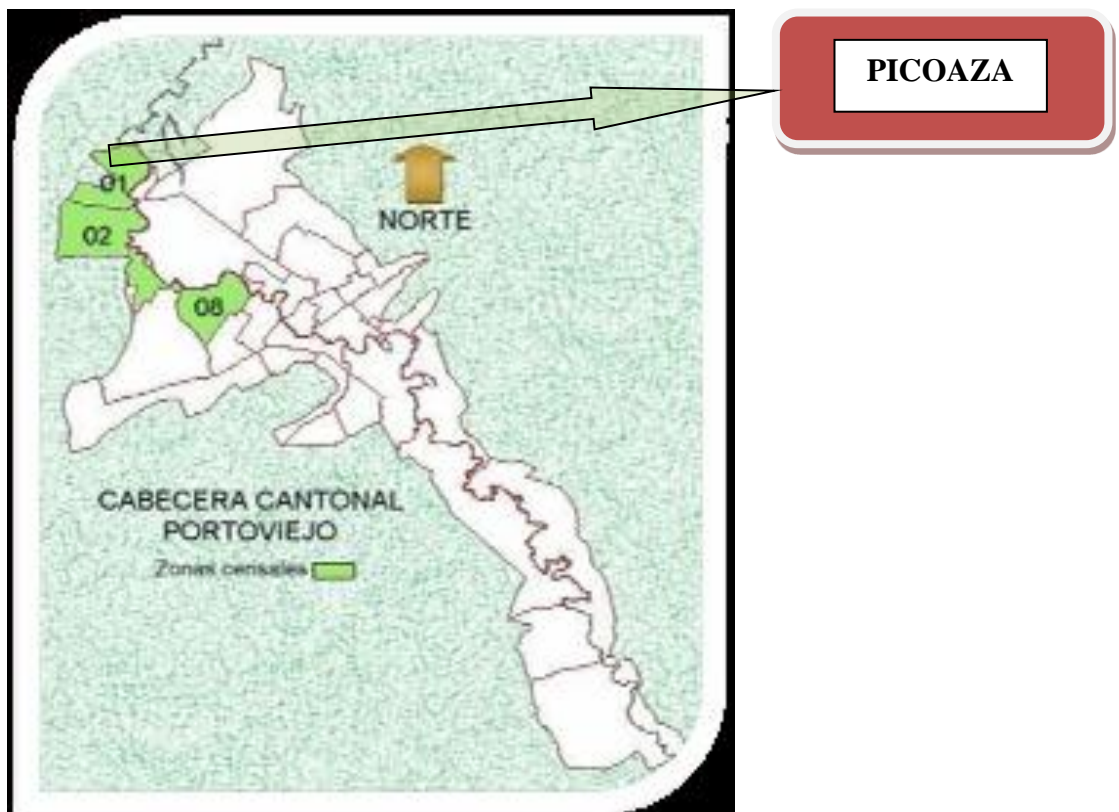 PICOAZA
01
NORTE
02
08
CABECERA CANTONAL
PORTOVIEJO
Zonas censales